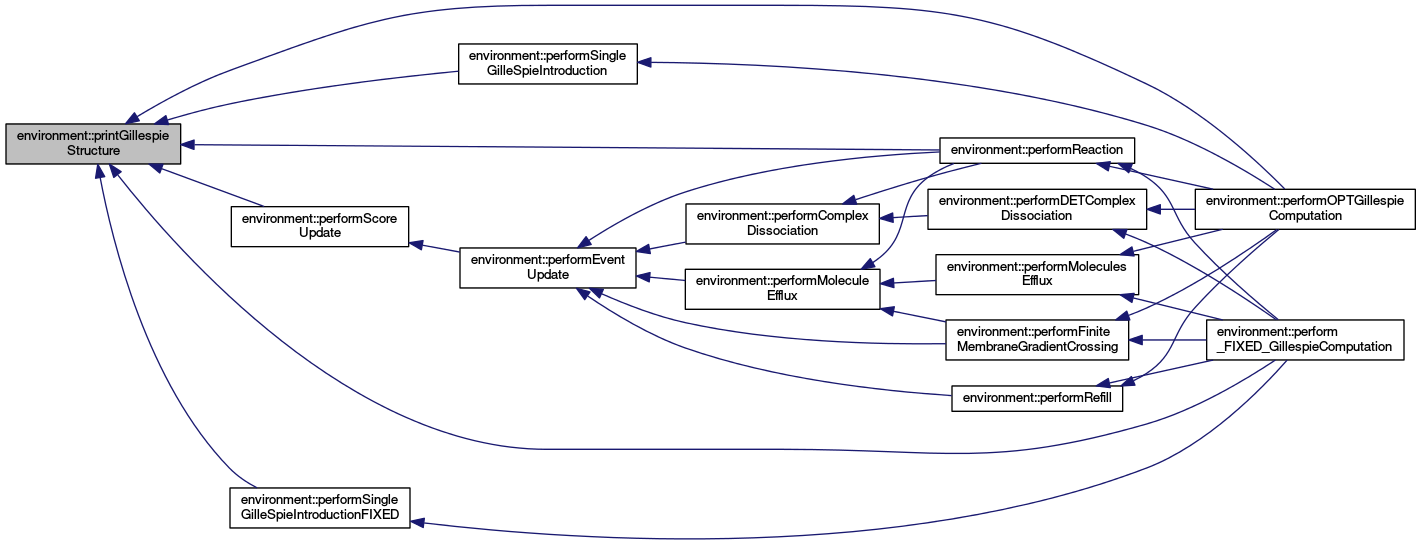 environment::printGillespie
Structure
environment::performSingle
GilleSpieIntroduction
environment::performScore
Update
environment::performSingle
GilleSpieIntroductionFIXED
environment::performEvent
Update
environment::performComplex
Dissociation
environment::performMolecule
Efflux
environment::performReaction
environment::performDETComplex
Dissociation
environment::performMolecules
Efflux
environment::performFinite
MembraneGradientCrossing
environment::performRefill
environment::performOPTGillespie
Computation
environment::perform
_FIXED_GillespieComputation